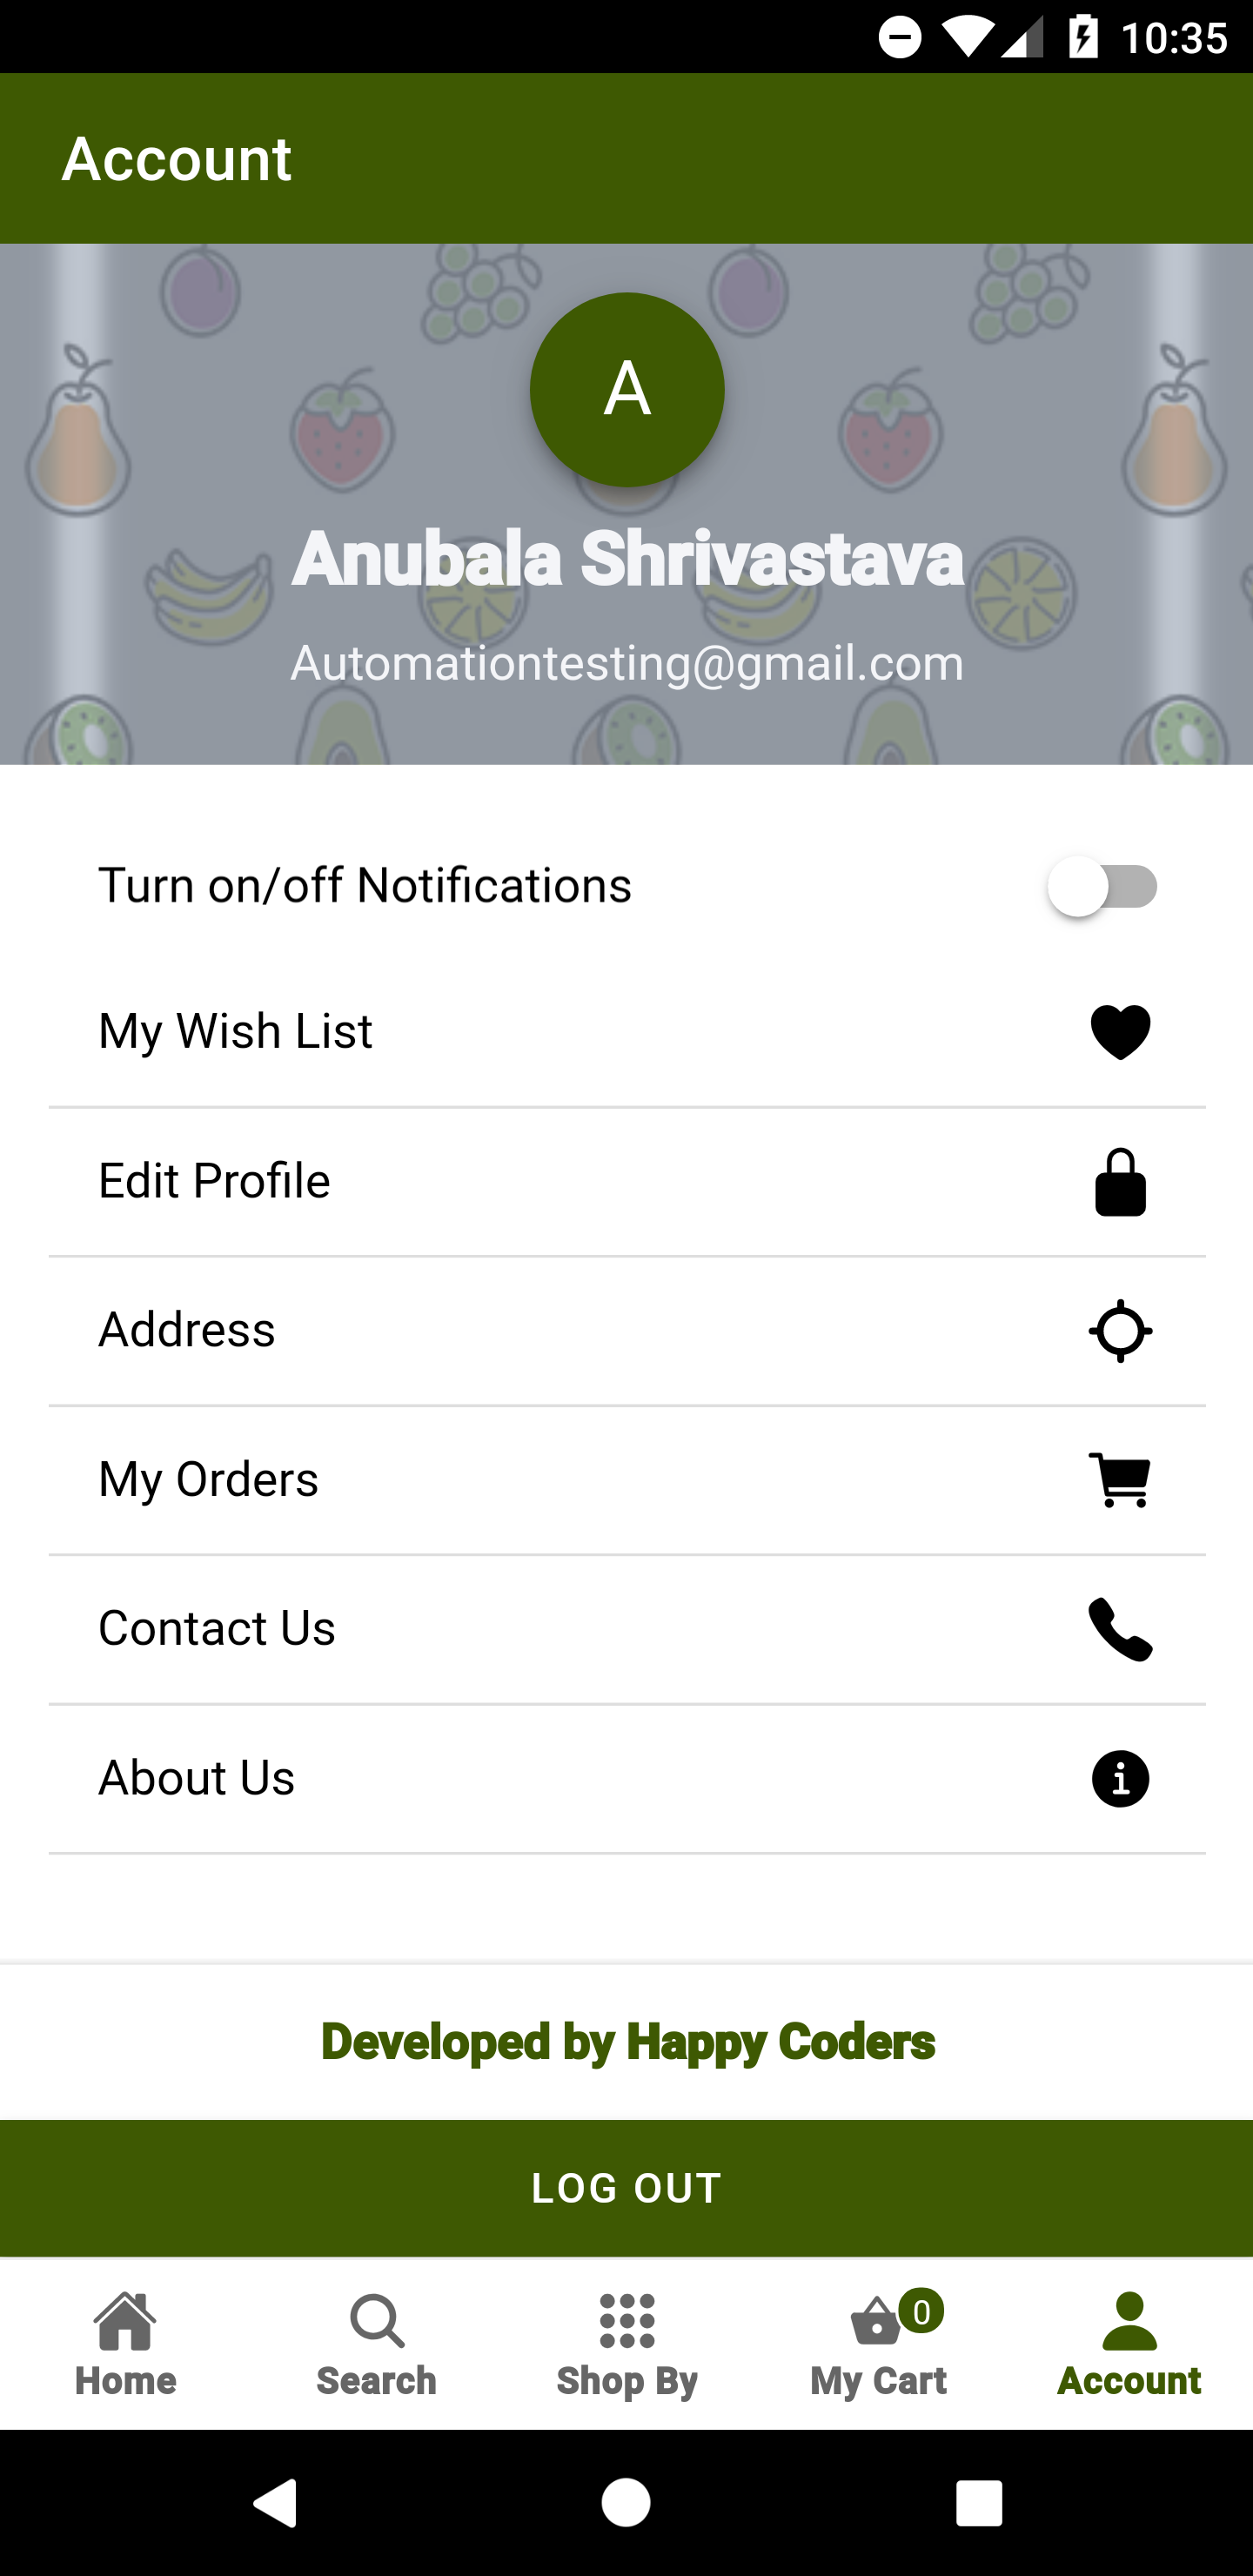 10:35
Account
A
Anubala Shrivastava
Automationtesting@gmail.com
Turn on/off Notifications
My Wish List
Edit Profile
Address
My Orders
Contact Us
About Us
Developed by Happy Coders
LOG OUT
0
Home Search Shop By My Cart Account